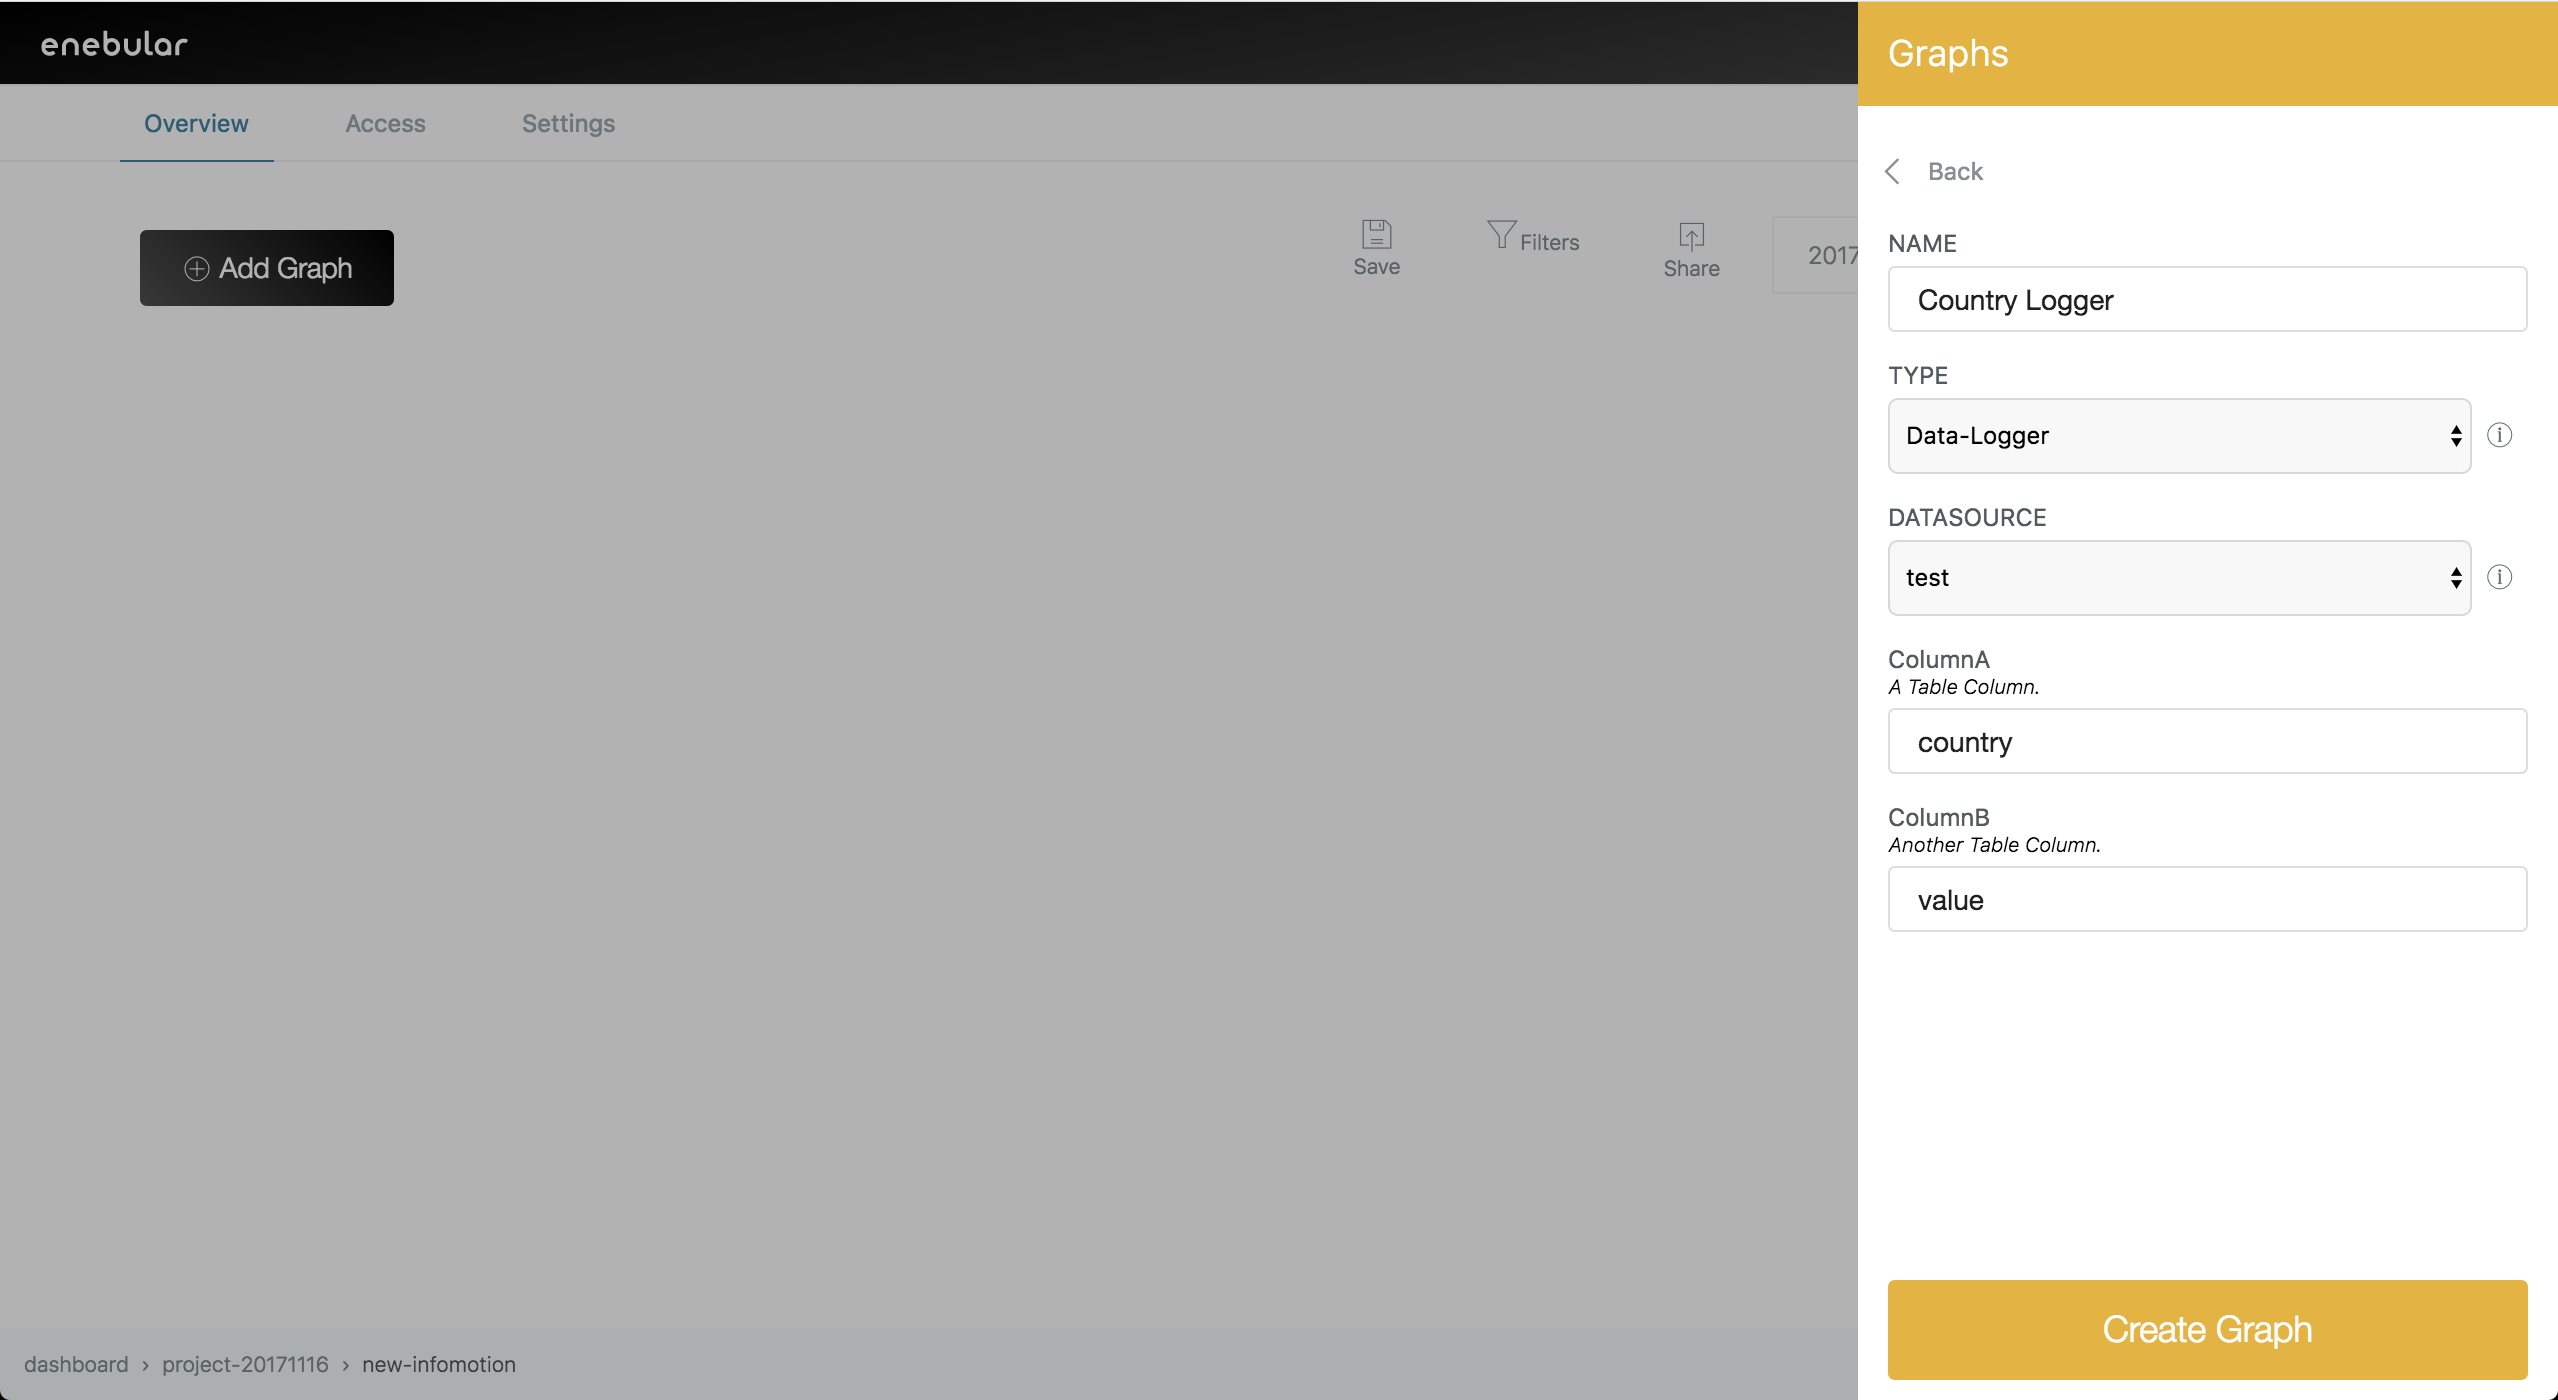 enebular
Overview Access Settings
Add Graph
Save
Filters
Share
2017
dashboard › project-20171116 › new-infomotion
Graphs
Back
NAME
Country Logger
TYPE
Data-Logger
DATASOURCE
test
ColumnA
A Table Column.
country
ColumnB
Another Table Column.
value
Create Graph